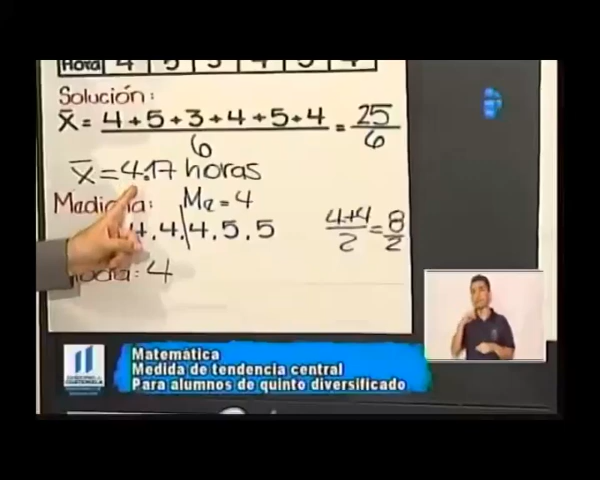 Hora 4 5 3 4 5 4
Solución:
X̄ = 4+5+3+4+5+4 = 25
6 6
X̄ = 4.17 horas
Me = 4
4.4.4.5.5
4+4 = 8
2 2
: 4
GUATEMALA
Matemática
Medida de tendencia central
Para alumnos de quinto diversificado